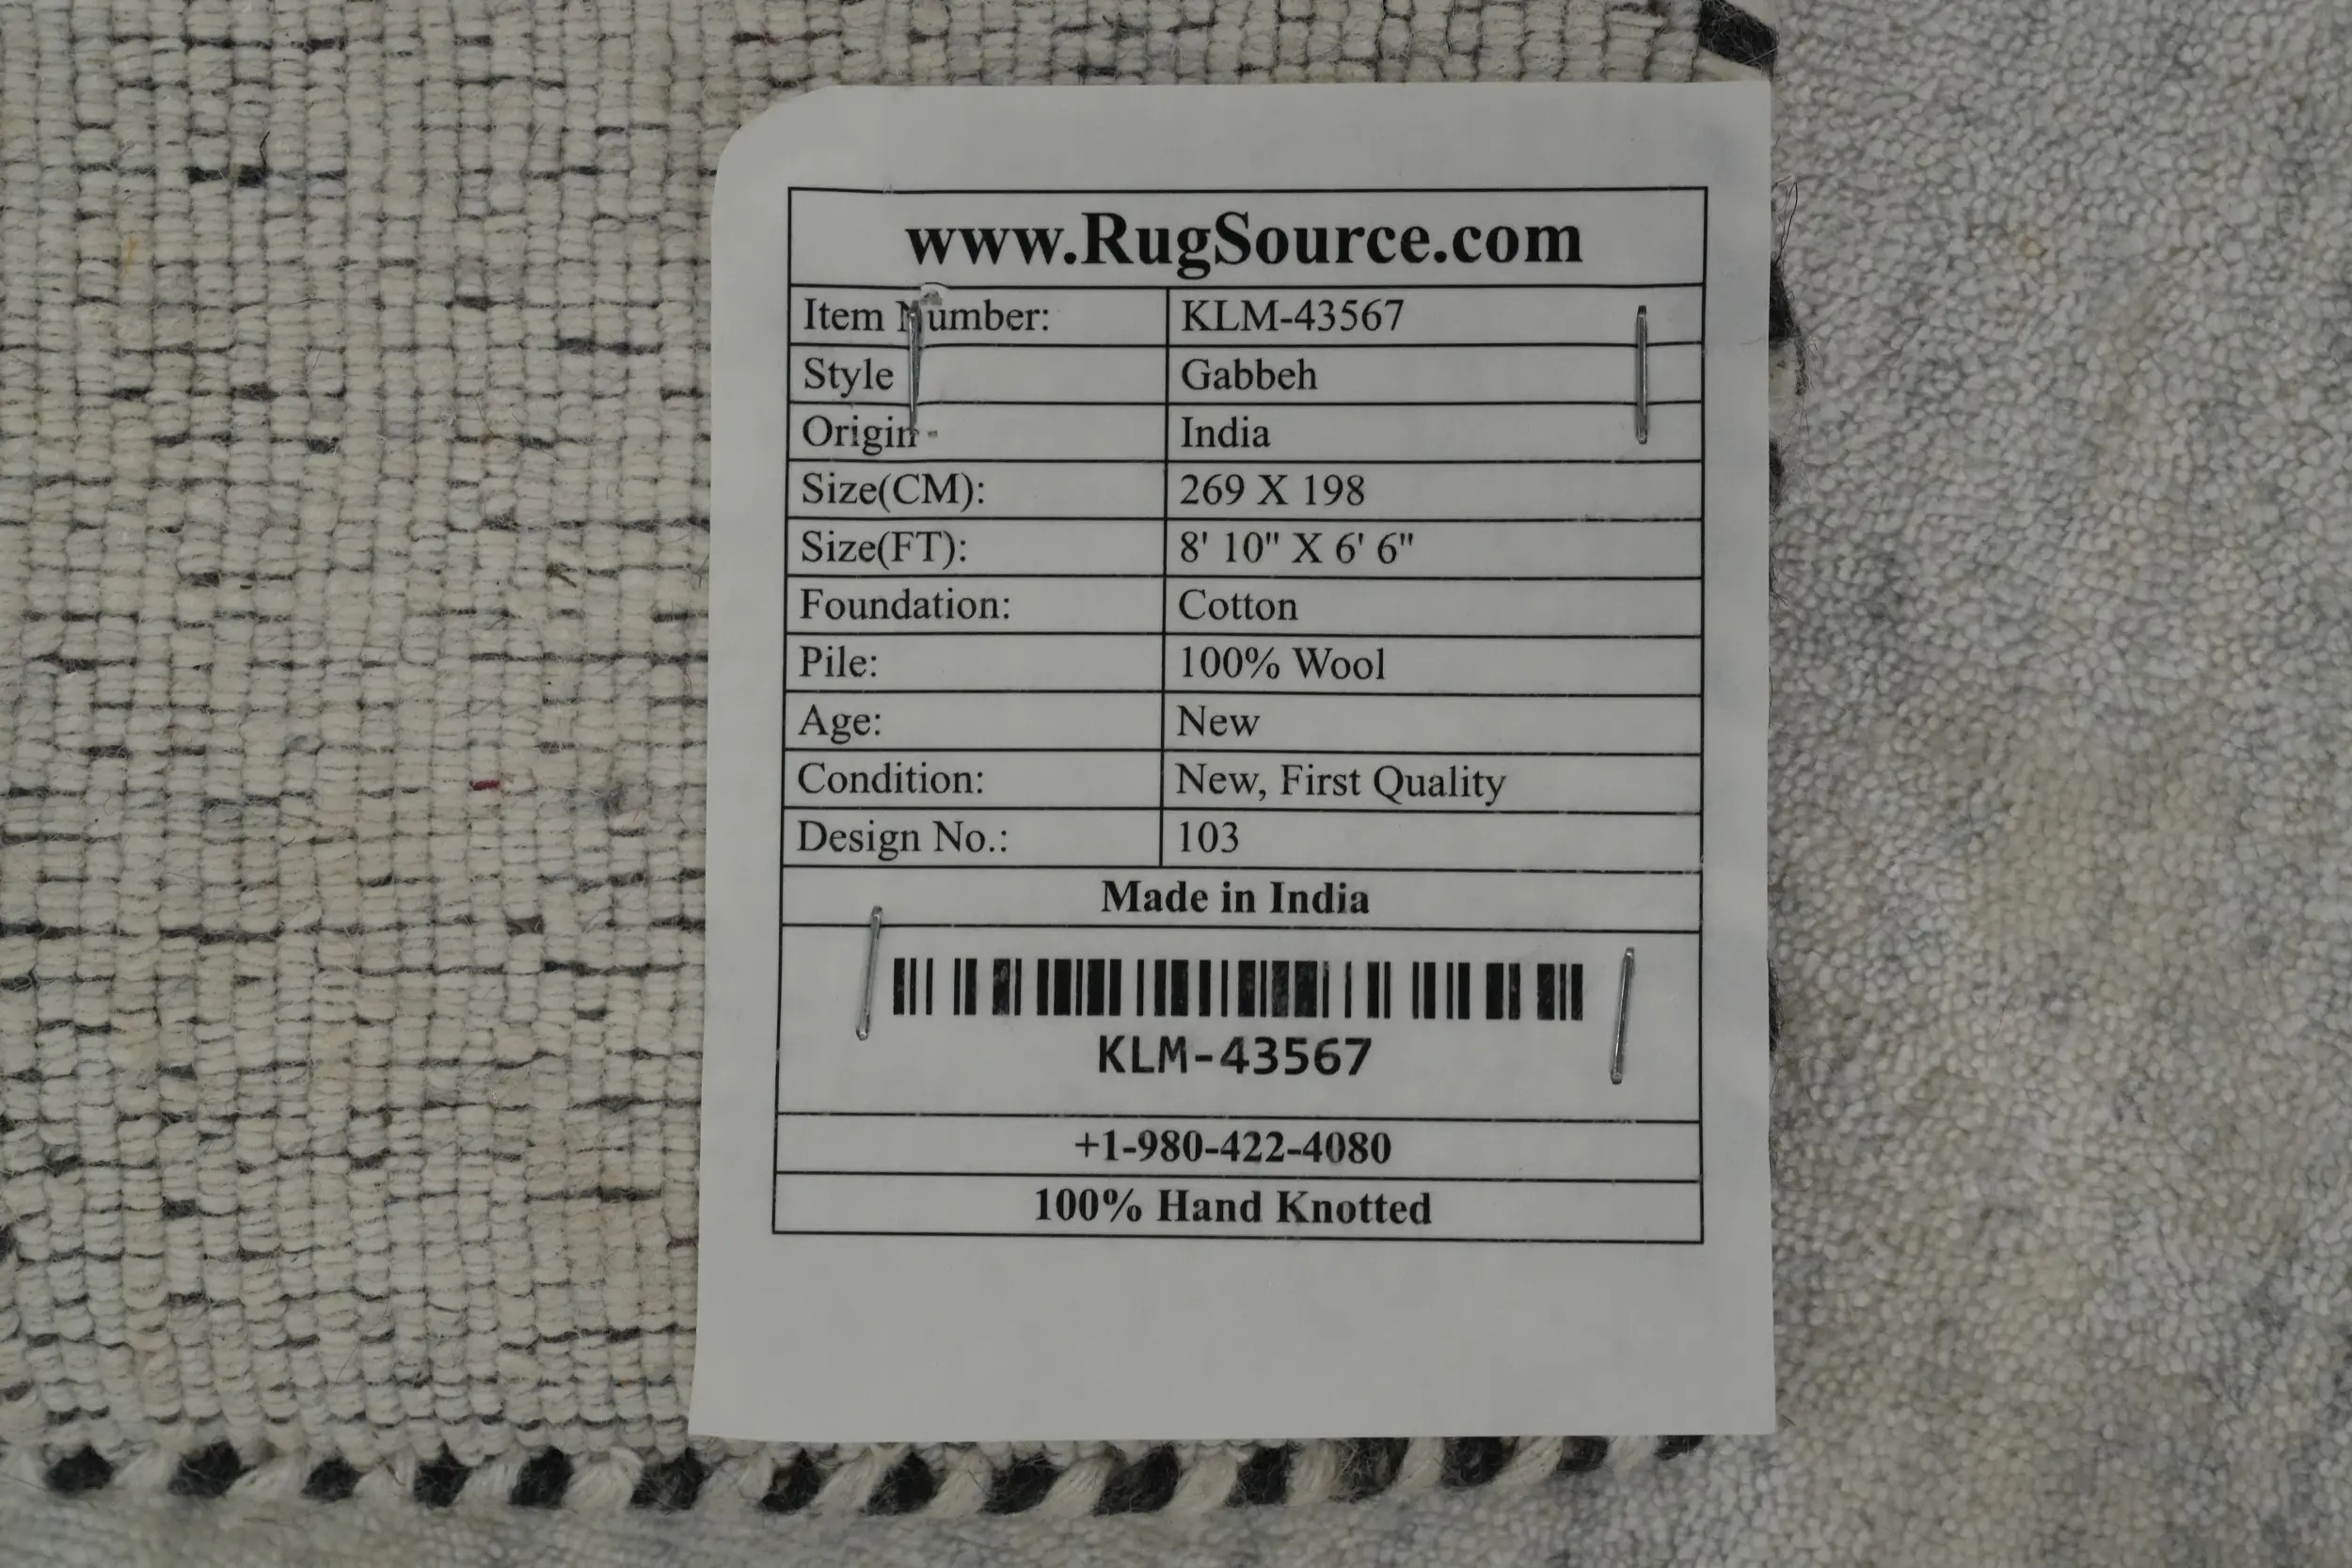 www.RugSource.com
Item Number: KLM-43567
Style Gabbeh
Origin India
Size(CM): 269 X 198
Size(FT): 8' 10" X 6' 6"
Foundation: Cotton
Pile: 100% Wool
Age: New
Condition: New, First Quality
Design No.: 103
Made in India
KLM-43567
+1-980-422-4080
100% Hand Knotted